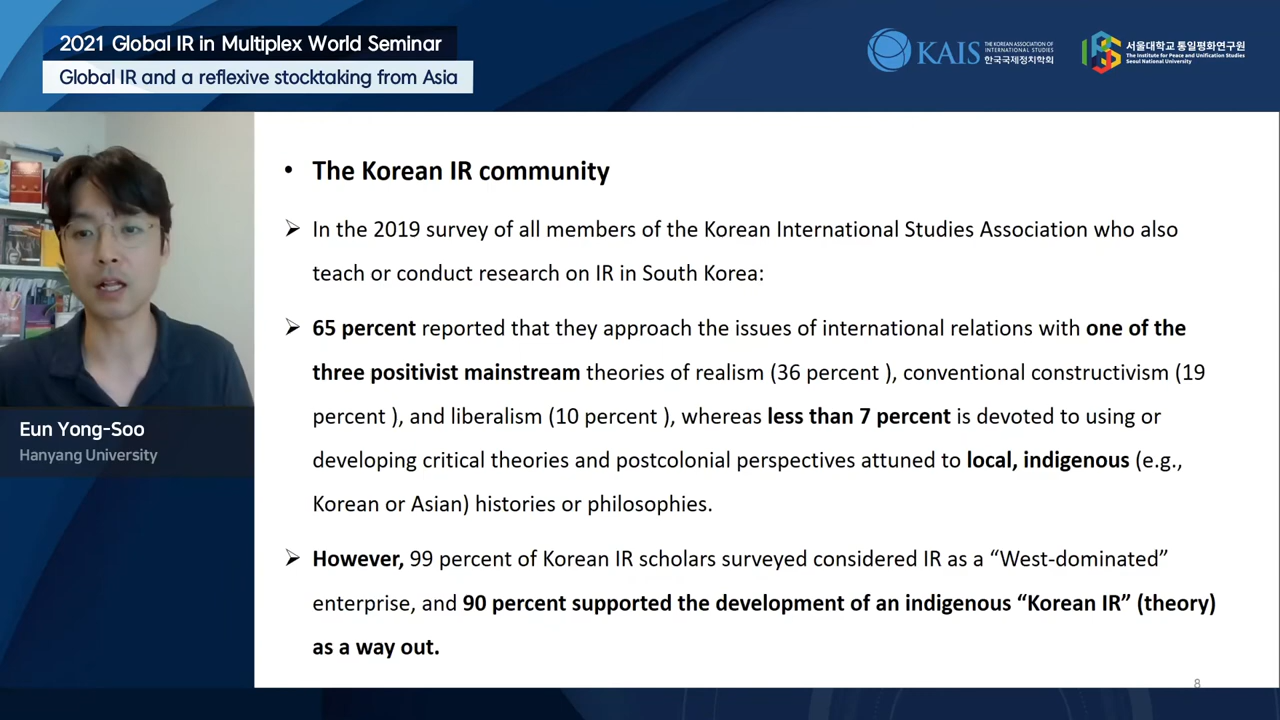 2021 Global IR in Multiplex World Seminar
Global IR and a reflexive stocktaking from Asia
KAIS THE KOREAN ASSOCIATION OF
INTERNATIONAL STUDIES
한국국제정치학회
서울대학교 통일평화연구원
The Institute for Peace and Unification Studies
Seoul National University
• The Korean IR community
➢ In the 2019 survey of all members of the Korean International Studies Association who also
teach or conduct research on IR in South Korea:
➢ 65 percent reported that they approach the issues of international relations with one of the
three positivist mainstream theories of realism (36 percent ), conventional constructivism (19
percent ), and liberalism (10 percent ), whereas less than 7 percent is devoted to using or
developing critical theories and postcolonial perspectives attuned to local, indigenous (e.g.,
Korean or Asian) histories or philosophies.
➢ However, 99 percent of Korean IR scholars surveyed considered IR as a “West-dominated”
enterprise, and 90 percent supported the development of an indigenous “Korean IR” (theory)
as a way out.
Eun Yong-Soo
Hanyang University
8